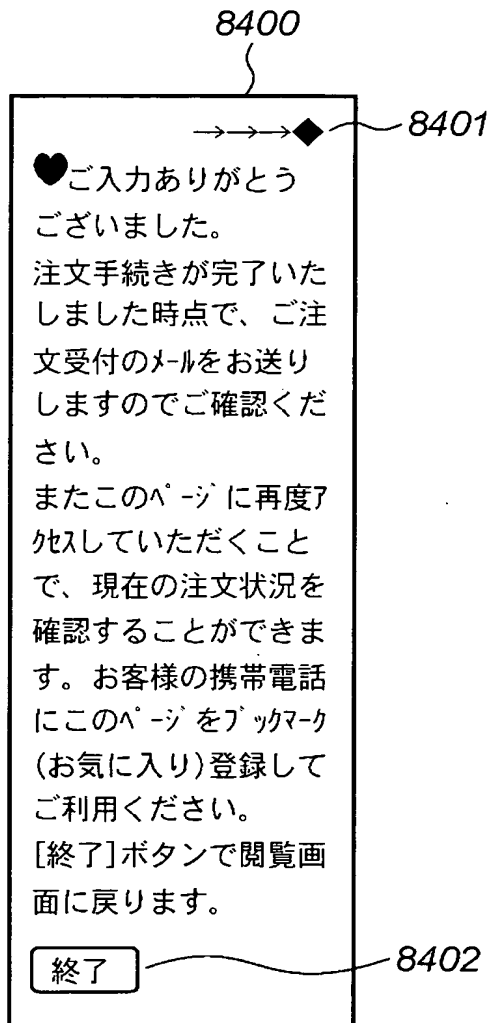 8400
→→→◆
8401
♥ご入力ありがとう
ございました。
注文手続きが完了いた
しました時点で、ご注
文受付のﾒｰﾙをお送り
しますのでご確認くだ
さい。
またこのﾍﾟｰｼﾞに再度ｱ
ｸｾｽしていただくこと
で、現在の注文状況を
確認することができま
す。お客様の携帯電話
にこのﾍﾟｰｼﾞをﾌﾞｯｸﾏｰｸ
(お気に入り)登録して
ご利用ください。
[終了]ボタンで閲覧画
面に戻ります。
終了
8402